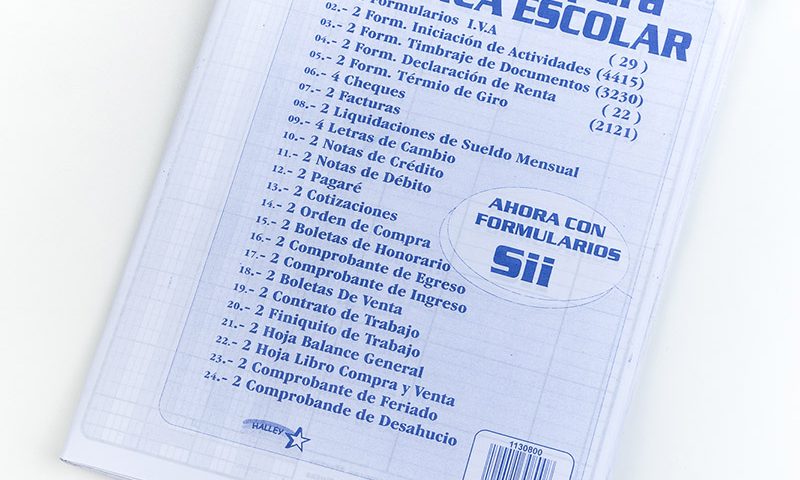 ESCOLAR
Formularios I.V.A (29)
02.- 2 Form. Iniciación de Actividades (4415)
03.- 2 Form. Timbraje de Documentos (3230)
04.- 2 Form. Declaración de Renta (22)
05.- 2 Form. Térmio de Giro (2121)
06.- 4 Cheques
07.- 2 Facturas
08.- 2 Liquidaciones de Sueldo Mensual
09.- 4 Letras de Cambio
10.- 2 Notas de Crédito
11.- 2 Notas de Débito
12.- 2 Pagaré
13.- 2 Cotizaciones
14.- 2 Orden de Compra
15.- 2 Boletas de Honorario
16.- 2 Comprobante de Egreso
17.- 2 Comprobante de Ingreso
18.- 2 Boletas De Venta
19.- 2 Contrato de Trabajo
20.- 2 Finiquito de Trabajo
21.- 2 Hoja Balance General
22.- 2 Hoja Libro Compra y Venta
23.- 2 Comprobante de Feriado
24.- 2 Comprobande de Desahucio
AHORA CON
FORMULARIOS
Sii
HALLEY
1130800